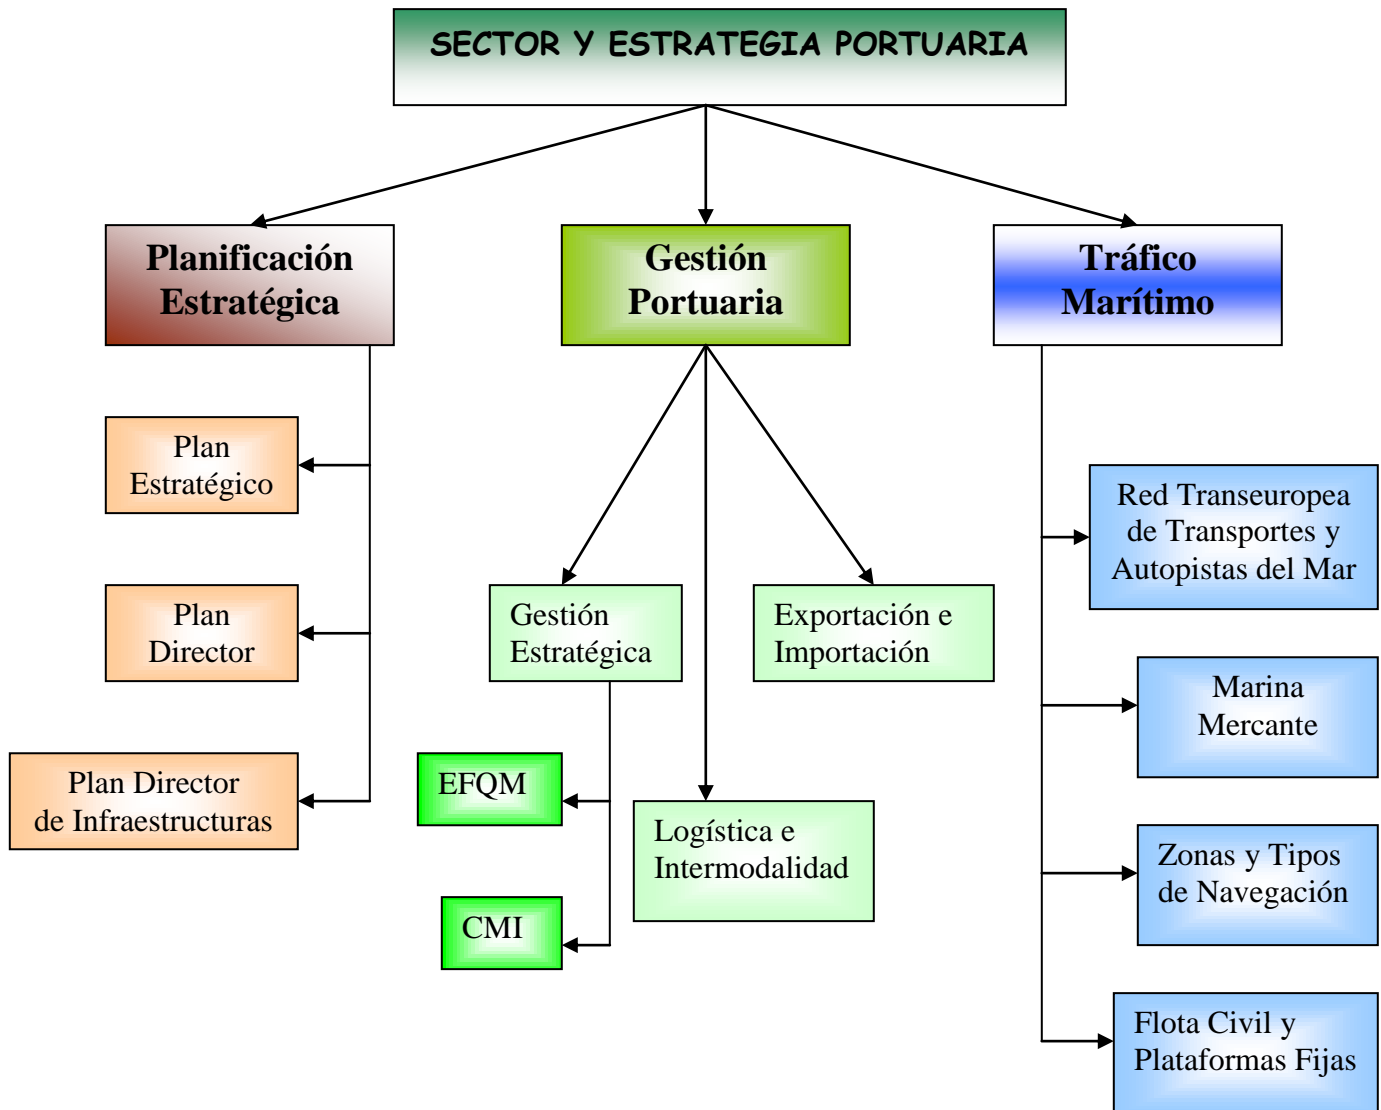 SECTOR Y ESTRATEGIA PORTUARIA
Planificación
Estratégica
Gestión
Portuaria
Tráfico
Marítimo
Plan
Estratégico
Plan
Director
Plan Director
de Infraestructuras
Gestión
Estratégica
EFQM
CMI
Logística e
Intermodalidad
Exportación e
Importación
Red Transeuropea
de Transportes y
Autopistas del Mar
Marina
Mercante
Zonas y Tipos
de Navegación
Flota Civil y
Plataformas Fijas